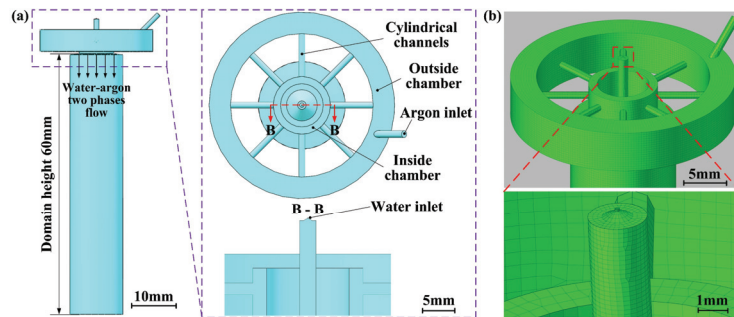 (a)
Water-argon
two phases
flow
Domain height 60mm
10mm
Cylindrical
channels
Outside
chamber
Argon inlet
B
B
Inside
chamber
B - B
Water inlet
5mm
(b)
5mm
1mm